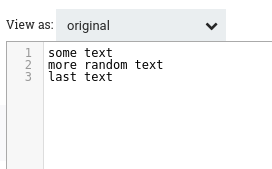 View as: original
1 some text
2 more random text
3 last text